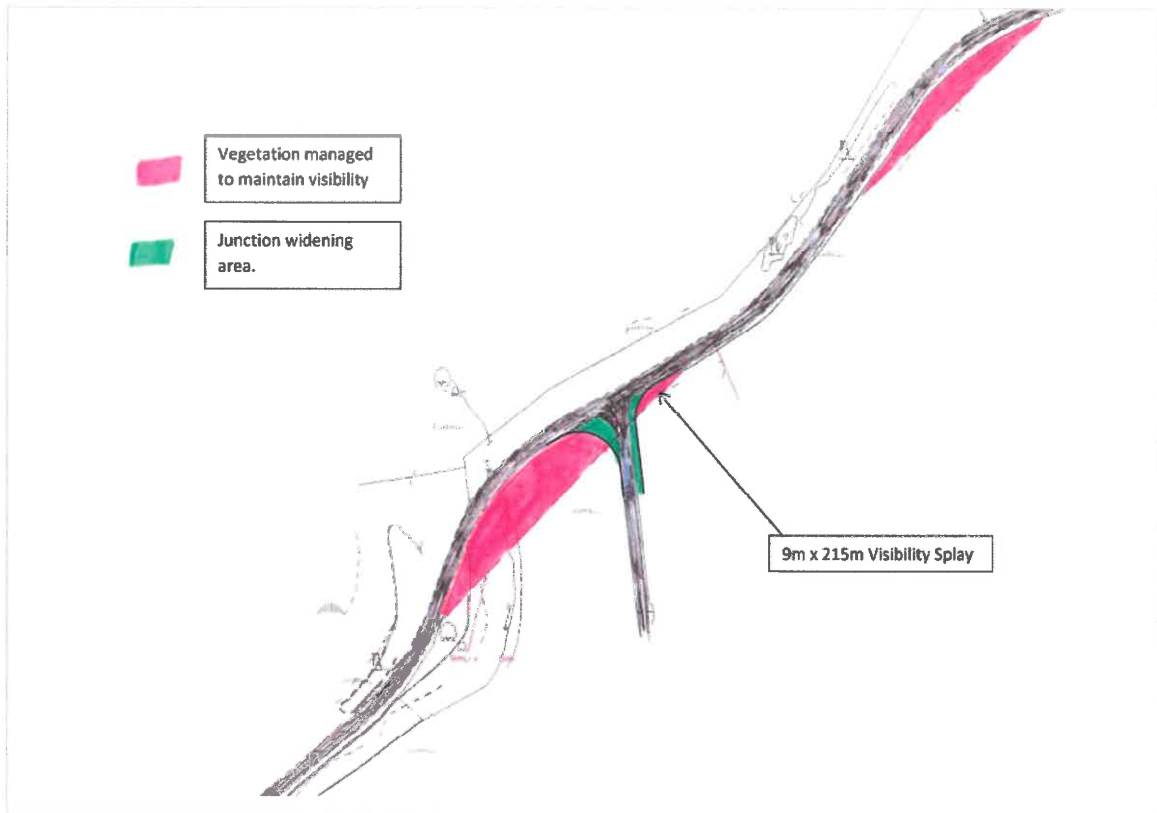 Vegetation managed
to maintain visibility
Junction widening
area.
9m x 215m Visibility Splay